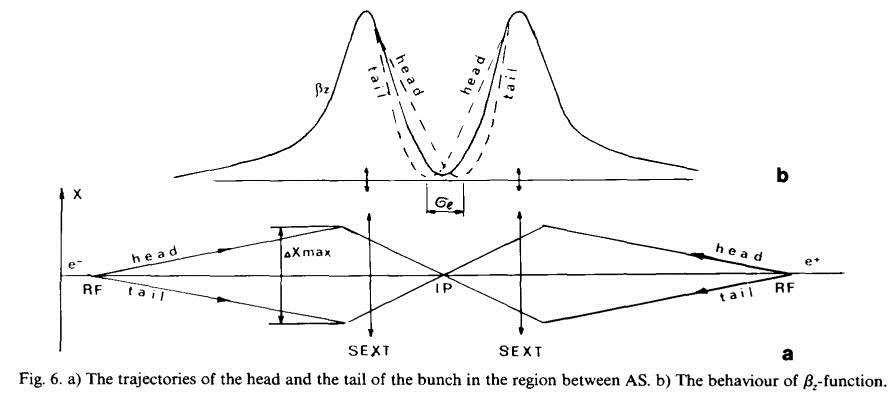 head
head
tail
tail
βz
b
σℓ
X
head
ΔXmax
head
e⁻
e⁺
RF
IP
RF
tail
tail
SEXT
SEXT
a
Fig. 6. a) The trajectories of the head and the tail of the bunch in the region between AS. b) The behaviour of βz-function.